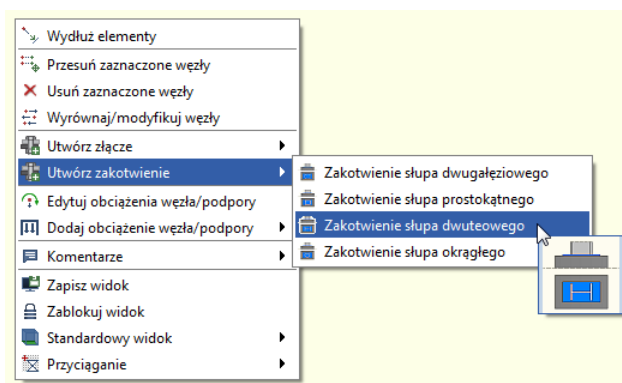 Wydłuż elementy
Przesuń zaznaczone węzły
Usuń zaznaczone węzły
Wyrównaj/modyfikuj węzły
Utwórz złącze
Utwórz zakotwienie
Edytuj obciążenia węzła/podpory
Dodaj obciążenie węzła/podpory
Komentarze
Zapisz widok
Zablokuj widok
Standardowy widok
Przyciąganie
Zakotwienie słupa dwugałęziowego
Zakotwienie słupa prostokątnego
Zakotwienie słupa dwuteowego
Zakotwienie słupa okrągłego